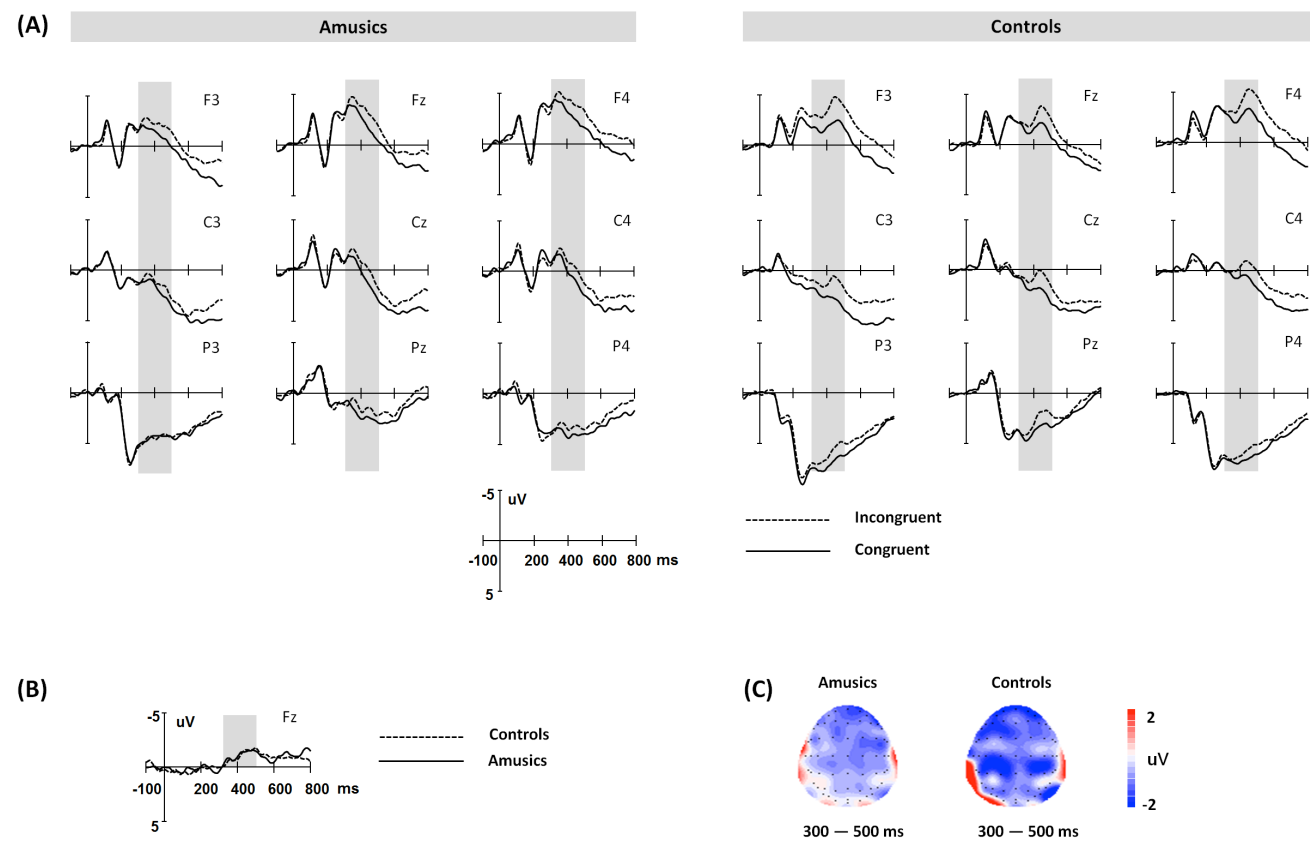 (A)
Amusics
Controls
F3
Fz
F4
F3
Fz
F4
C3
Cz
C4
C3
Cz
C4
P3
Pz
P4
P3
Pz
P4
-5
uV
-100 200 400 600 800 ms
5
Incongruent
Congruent
(B)
-5
uV
Fz
-100 200 400 600 800 ms
5
Controls
Amusics
(C)
Amusics
Controls
300 — 500 ms
300 — 500 ms
2
uV
-2